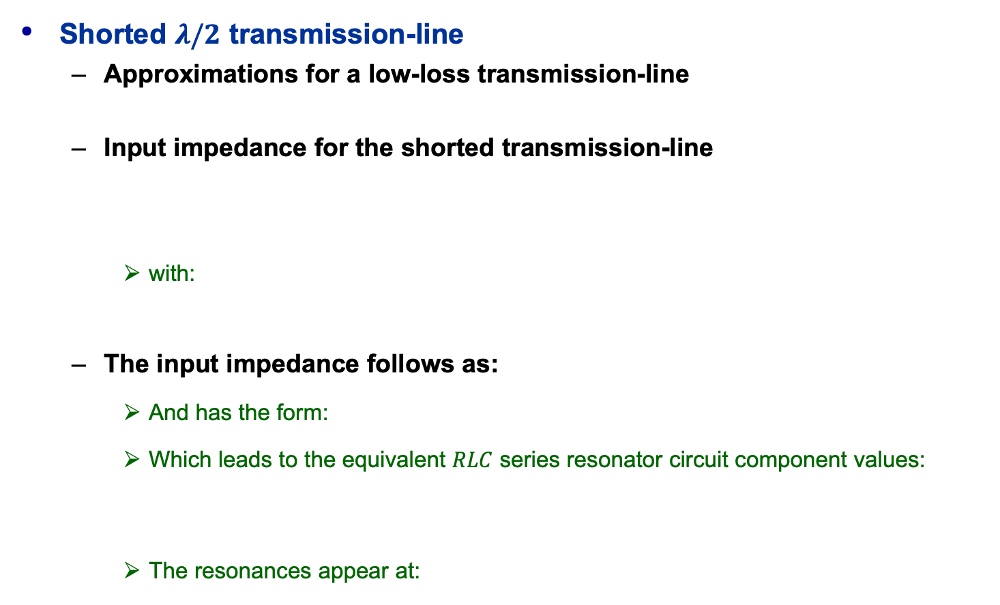 • Shorted λ/2 transmission-line
– Approximations for a low-loss transmission-line
– Input impedance for the shorted transmission-line
➢ with:
– The input impedance follows as:
➢ And has the form:
➢ Which leads to the equivalent RLC series resonator circuit component values:
➢ The resonances appear at: